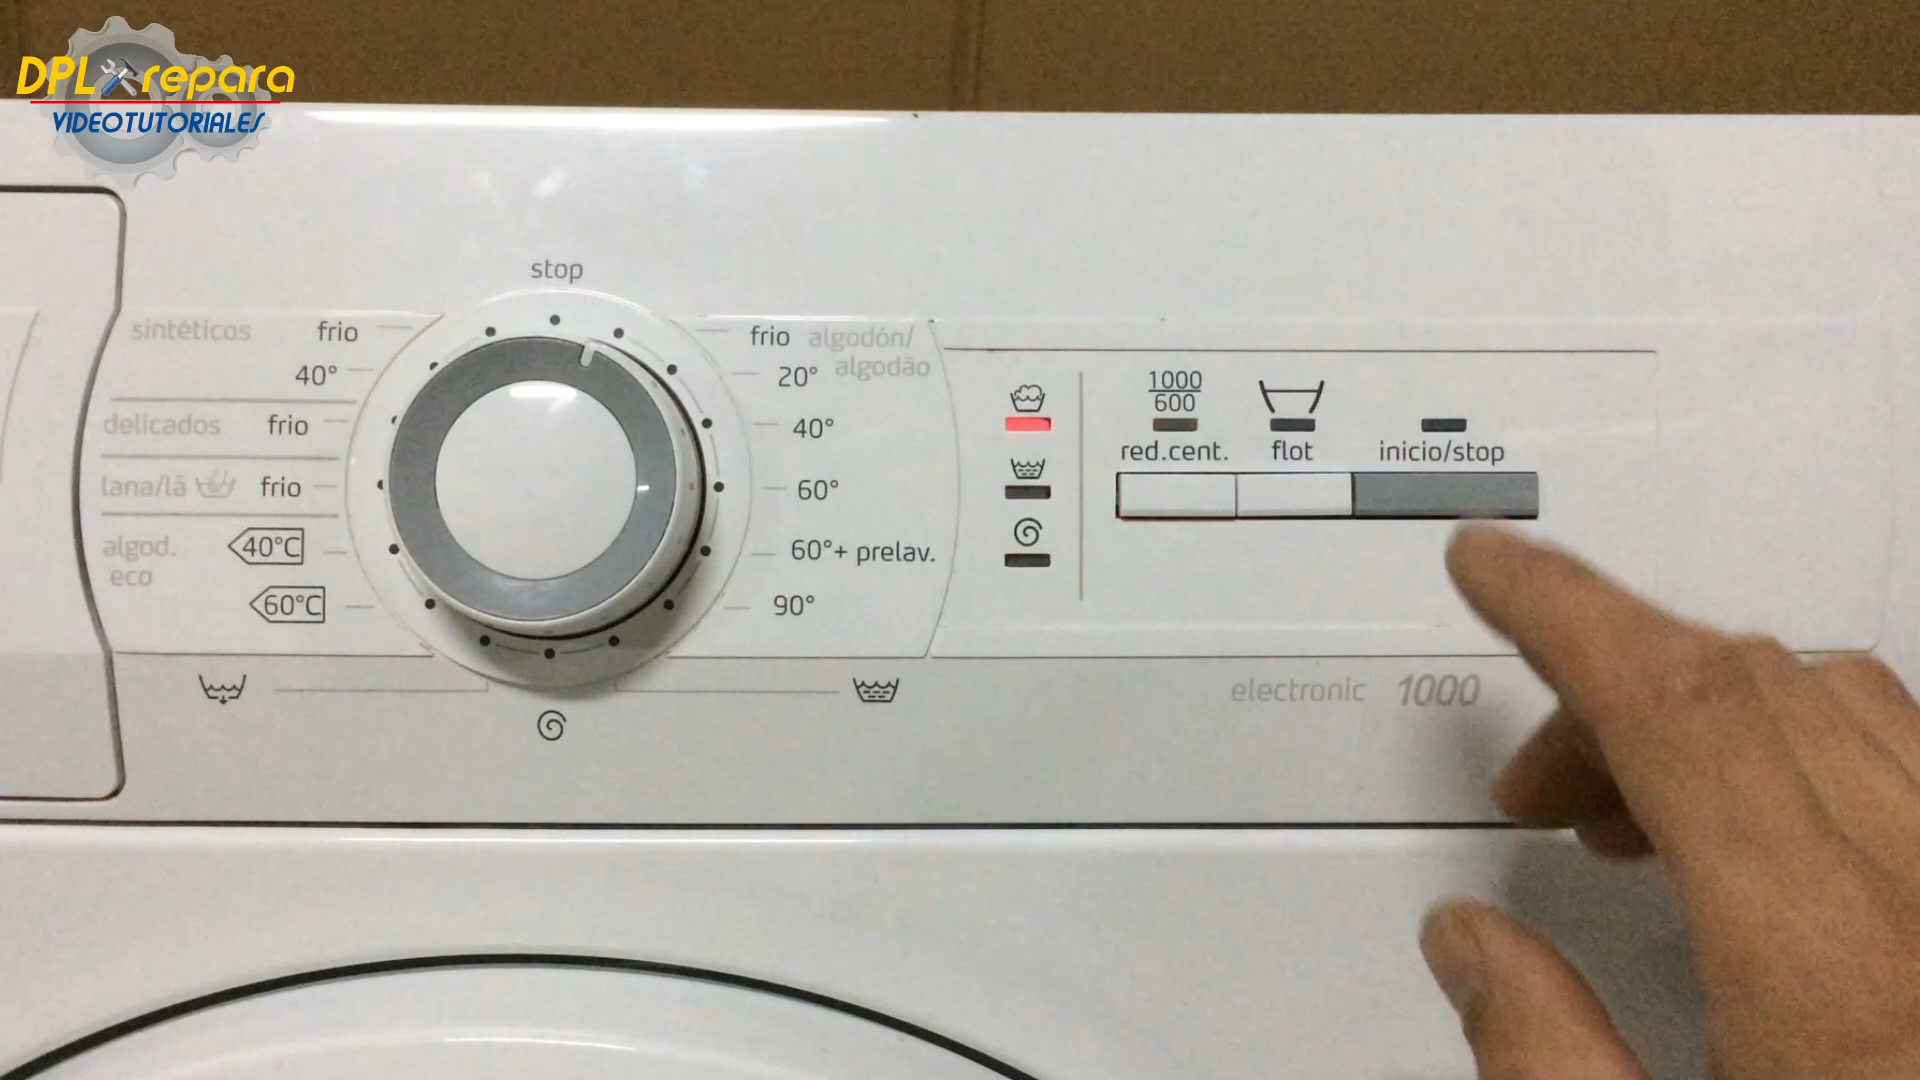 DPL repara
VIDEOTUTORIALES
stop
sintéticos frio
40°
delicados frio
lana/lã frio
algod. eco 40°C
60°C
frio algodón/
algodão
20°
40°
60°
60°+ prelav.
90°
1000
600
red.cent.
flot
inicio/stop
electronic 1000